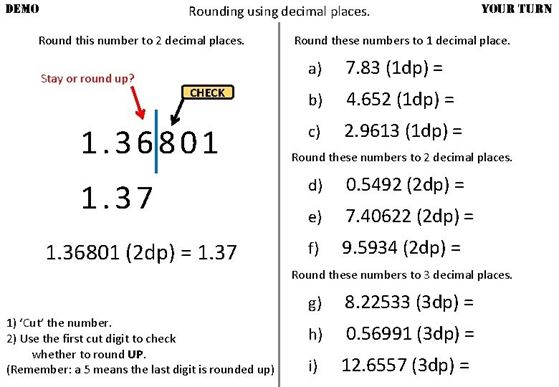 DEMO
Rounding using decimal places.
YOUR TURN
Round this number to 2 decimal places.
Stay or round up?
CHECK
1.36801
1.37
1.36801 (2dp) = 1.37
1) ‘Cut’ the number.
2) Use the first cut digit to check
whether to round UP.
(Remember: a 5 means the last digit is rounded up)
Round these numbers to 1 decimal place.
a) 7.83 (1dp) =
b) 4.652 (1dp) =
c) 2.9613 (1dp) =
Round these numbers to 2 decimal places.
d) 0.5492 (2dp) =
e) 7.40622 (2dp) =
f) 9.5934 (2dp) =
Round these numbers to 3 decimal places.
g) 8.22533 (3dp) =
h) 0.56991 (3dp) =
i) 12.6557 (3dp) =